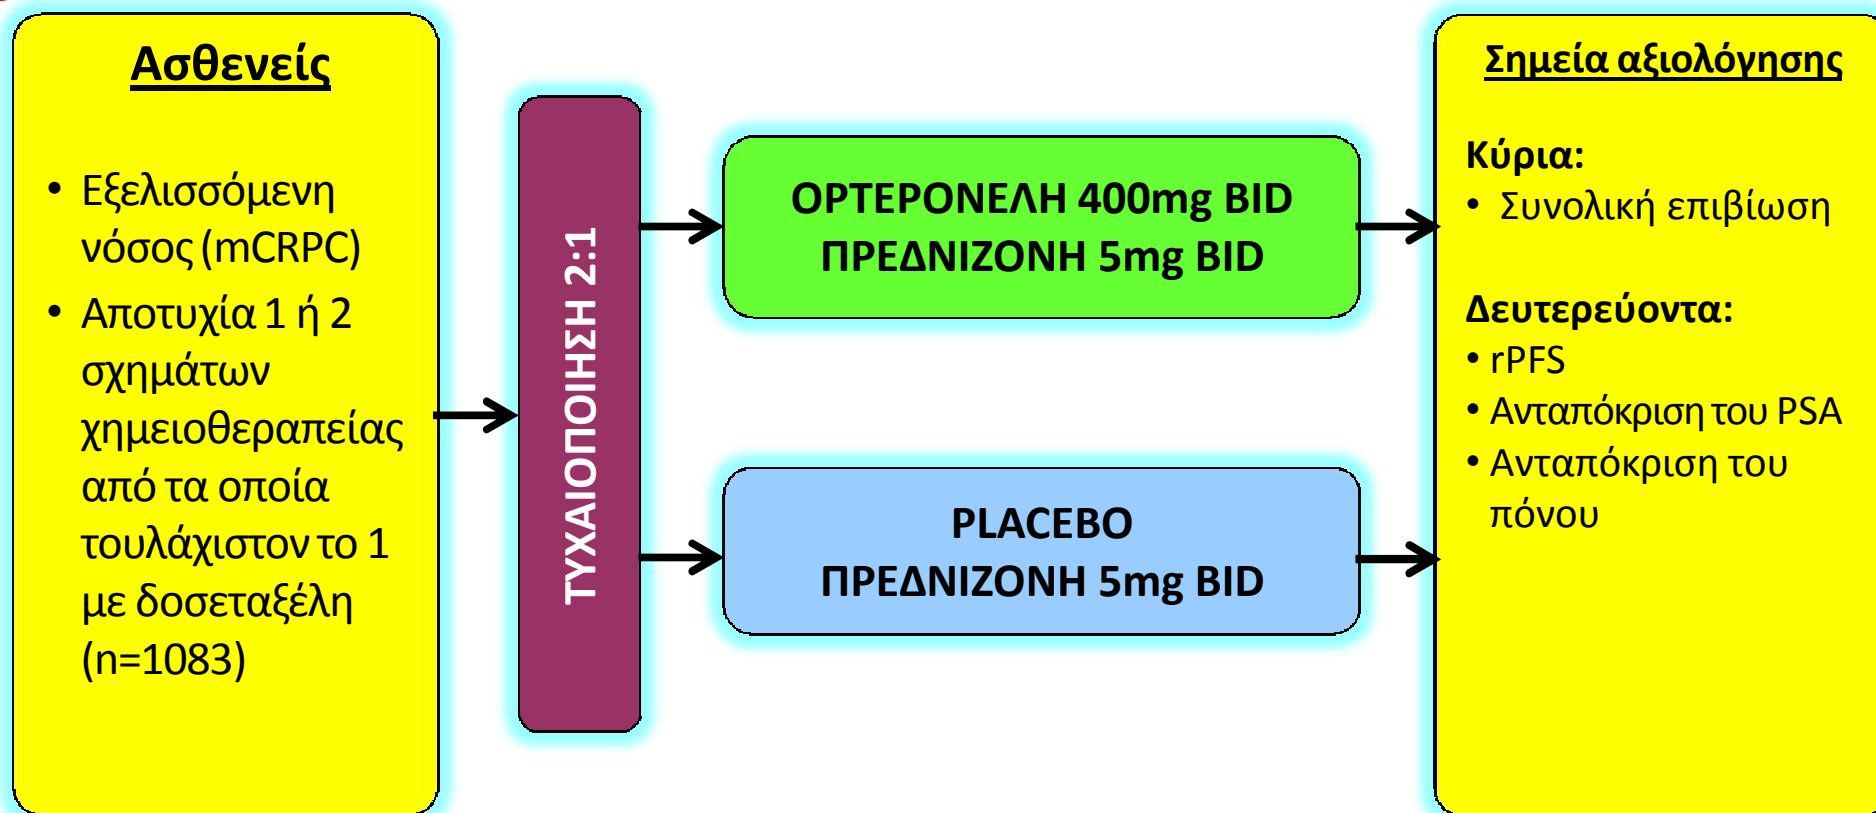 Ασθενείς
• Εξελισσόμενη
νόσος (mCRPC)
• Αποτυχία 1 ή 2
σχημάτων
χημειοθεραπείας
από τα οποία
τουλάχιστον το 1
με δοσεταξέλη
(n=1083)
ΤΥΧΑΙΟΠΟΙΗΣΗ 2:1
ΟΡΤΕΡΟΝΕΛΗ 400mg BID
ΠΡΕΔΝΙΖΟΝΗ 5mg BID
PLACEBO
ΠΡΕΔΝΙΖΟΝΗ 5mg BID
Σημεία αξιολόγησης
Κύρια:
• Συνολική επιβίωση
Δευτερεύοντα:
• rPFS
• Ανταπόκριση του PSA
• Ανταπόκριση του
πόνου